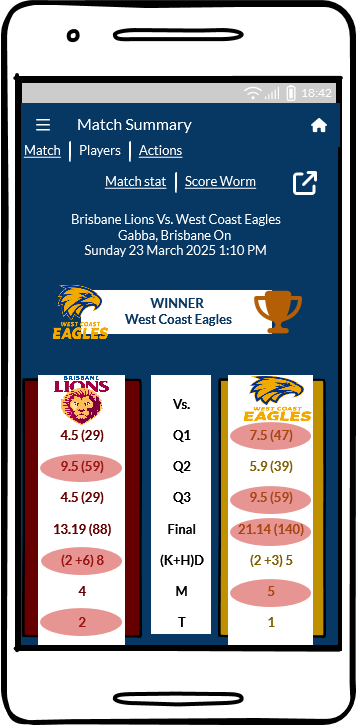 18:42
Match Summary
Match Players Actions
Match stat Score Worm
Brisbane Lions Vs. West Coast Eagles
Gabba, Brisbane On
Sunday 23 March 2025 1:10 PM
WINNER
West Coast Eagles
WEST COAST
EAGLES
BRISBANE
LIONS
Vs.
WEST COAST
EAGLES
4.5 (29) Q1 7.5 (47)
9.5 (59) Q2 5.9 (39)
4.5 (29) Q3 9.5 (59)
13.19 (88) Final 21.14 (140)
(2 +6) 8 (K+H)D (2 +3) 5
4 M 5
2 T 1